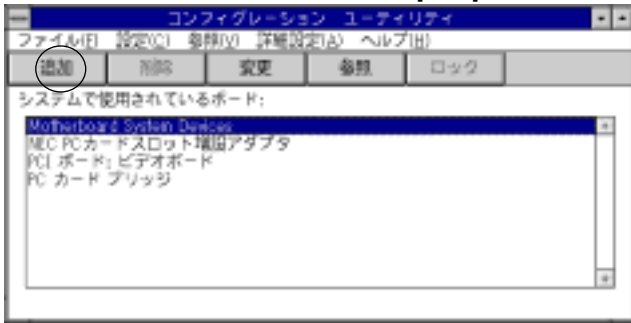 コンフィグレーション ユーティリティ
ファイル(F) 設定(C) 参照(V) 詳細設定(A) ヘルプ(H)
追加 削除 変更 参照 ロック
システムで使用されているボード:
Motherboard System Devices
NEC PCカードスロット増設アダプタ
PCI ボード: ビデオボード
PC カード ブリッジ